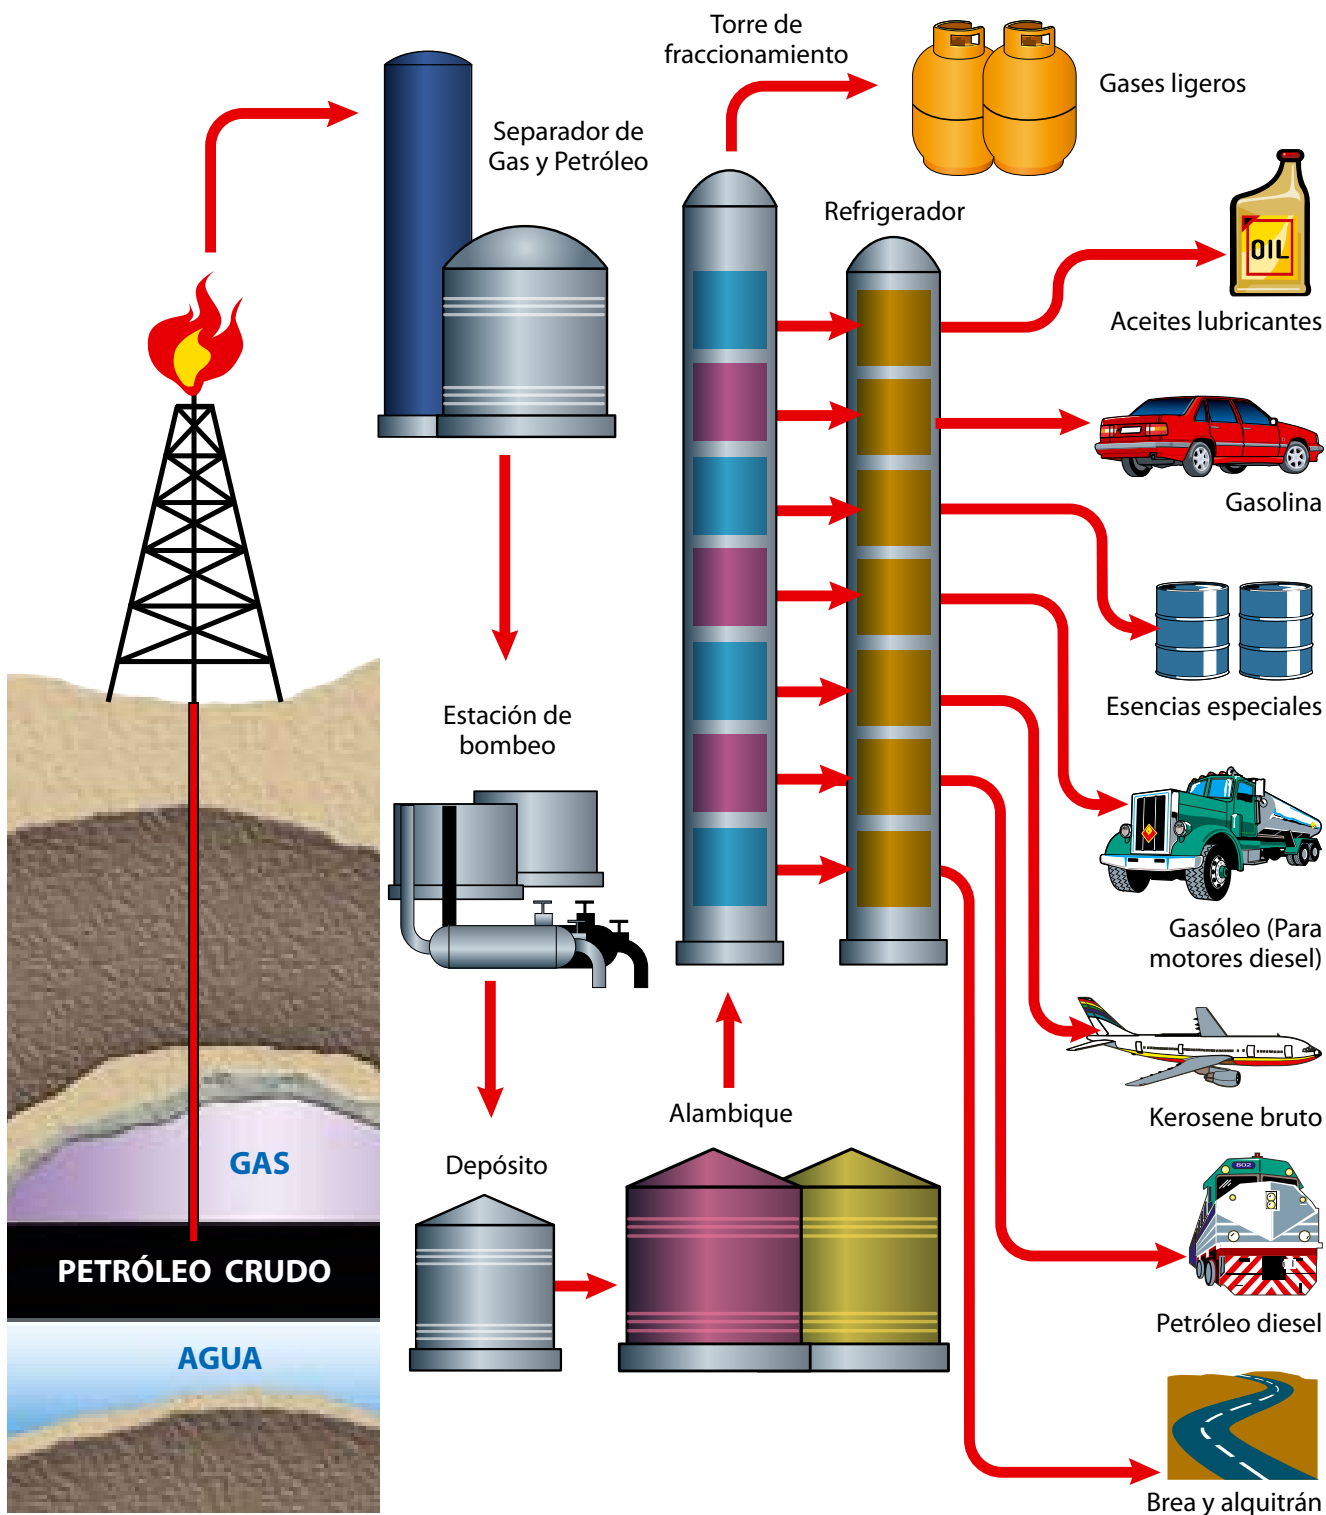 Torre de
fraccionamiento
Gases ligeros
Separador de
Gas y Petróleo
Refrigerador
OIL
Aceites lubricantes
Gasolina
Esencias especiales
Estación de
bombeo
Gasóleo (Para
motores diesel)
Kerosene bruto
Alambique
Depósito
GAS
802
PETRÓLEO CRUDO
Petróleo diesel
AGUA
Brea y alquitrán